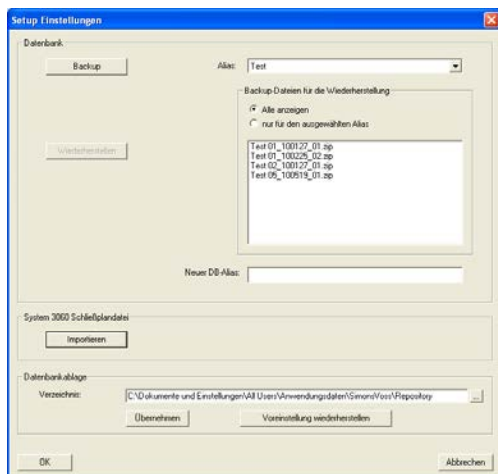 Setup Einstellungen
Datenbank
Backup
Alias:
Test
Backup-Dateien für die Wiederherstellung
Alle anzeigen
nur für den ausgewählten Alias
Wiederherstellen
Test 01_100127_01.zip
Test 01_100225_02.zip
Test 02_100127_01.zip
Test 05_100519_01.zip
Neuer DB-Alias:
System 3060 Schließplandatei
Importieren
Datenbankablage
Verzeichnis:
C:\Dokumente und Einstellungen\All Users\Anwendungsdaten\SimonsVoss\Repository
...
Übernehmen
Voreinstellung wiederherstellen
OK
Abbrechen